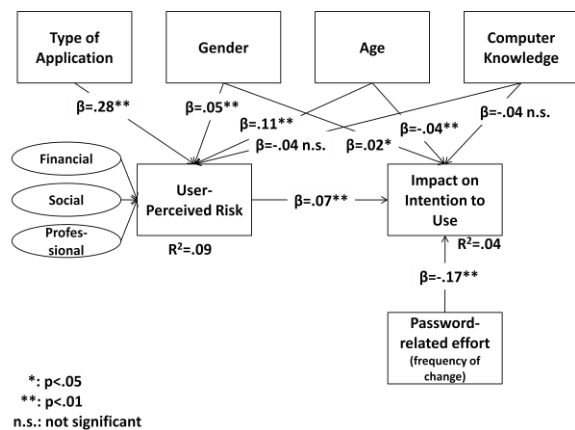 Type of
Application
Gender
Age
Computer
Knowledge
β=.28**
β=.05**
β=.11**
β=-.04 n.s.
β=.02*
β=-.04**
β=-.04 n.s.
Financial
Social
Profes-
sional
User-
Perceived Risk
R²=.09
β=.07**
Impact on
Intention to
Use
R²=.04
β=-.17**
Password-
related effort
(frequency of
change)
*: p<.05
**: p<.01
n.s.: not significant